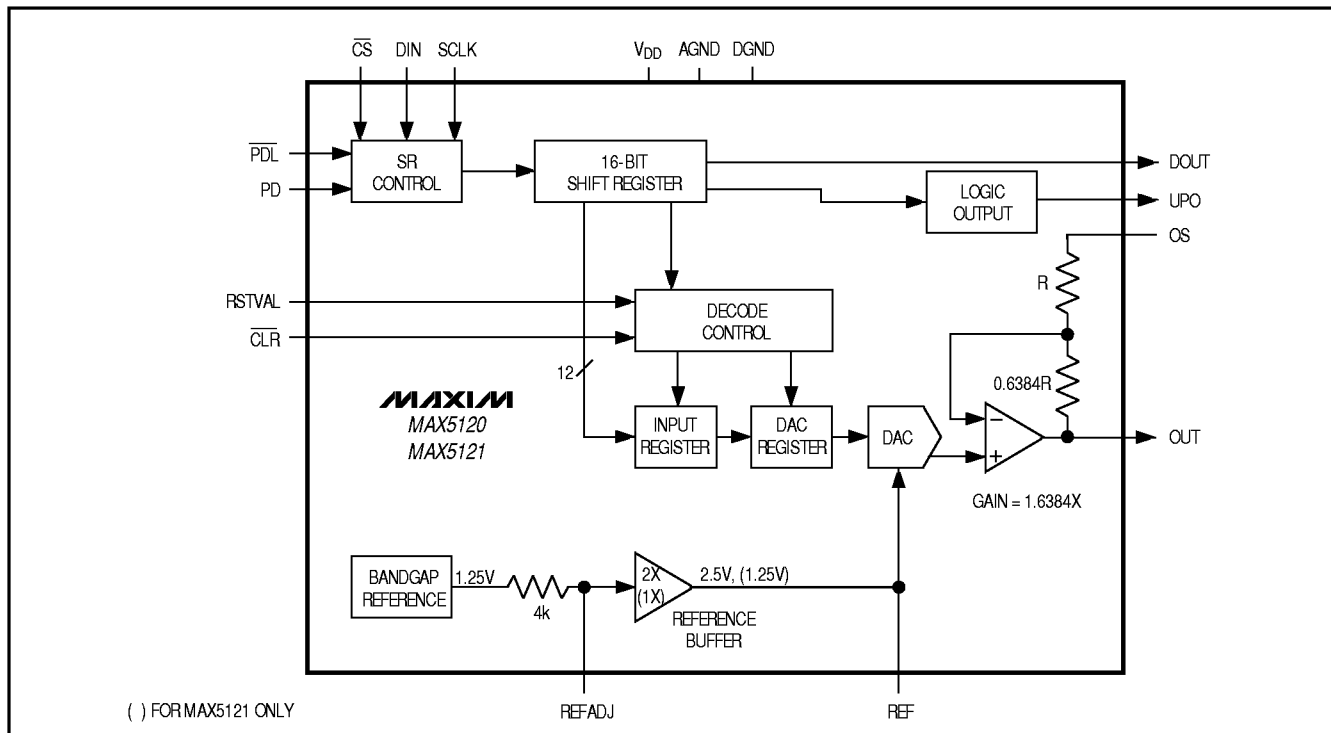 CS DIN SCLK VDD AGND DGND
PDL
PD
SR
CONTROL
16-BIT
SHIFT REGISTER
DOUT
LOGIC
OUTPUT
UPO
OS
R
RSTVAL
CLR
DECODE
CONTROL
12
0.6384R
MAXIM
MAX5120
MAX5121
INPUT
REGISTER
DAC
REGISTER
DAC
−
+
OUT
GAIN = 1.6384X
BANDGAP
REFERENCE
1.25V
4k
2X
(1X)
2.5V, (1.25V)
REFERENCE
BUFFER
( ) FOR MAX5121 ONLY
REFADJ
REF